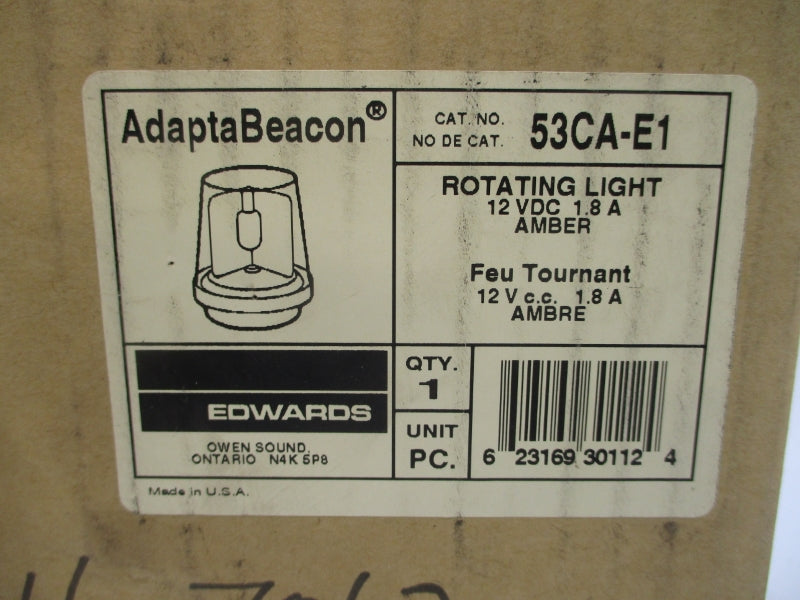 AdaptaBeacon®
CAT. NO.
NO DE CAT.
53CA-E1
ROTATING LIGHT
12 VDC 1.8 A
AMBER
Feu Tournant
12 V c.c. 1.8 A
AMBRE
EDWARDS
OWEN SOUND,
ONTARIO N4K 5P8
QTY.
1
UNIT
PC.
6 23169 30112 4
Made in U.S.A.